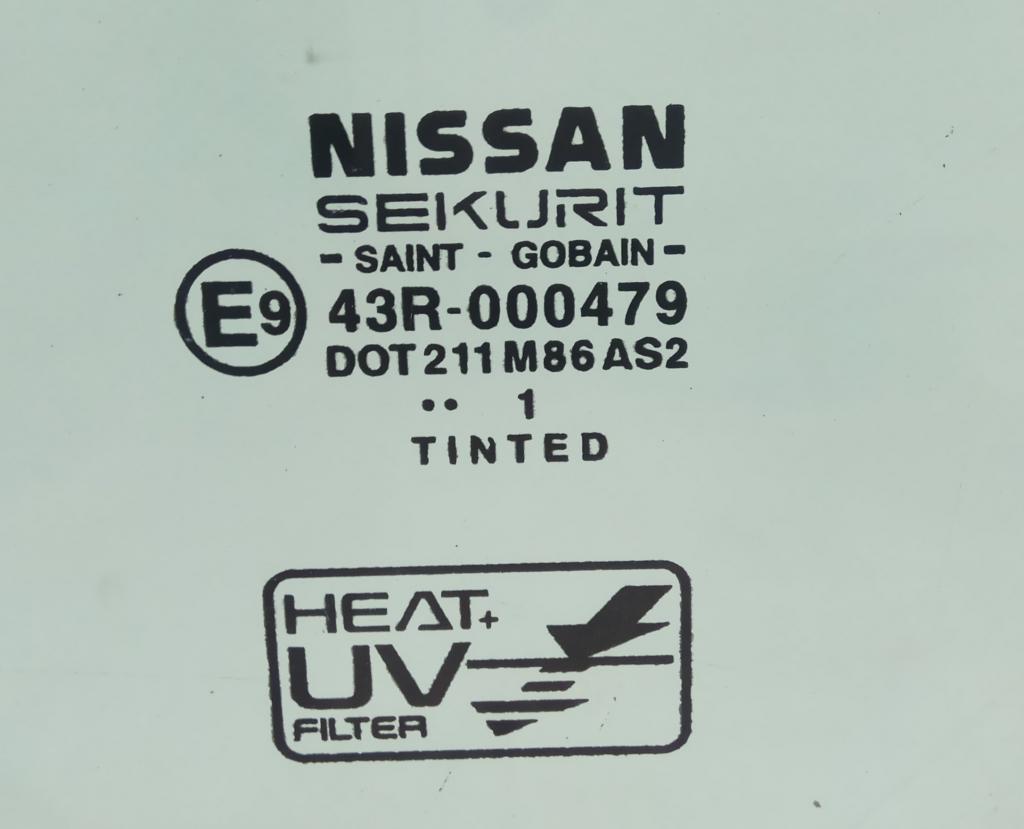 NISSAN
SEKURIT
- SAINT - GOBAIN -
E9 43R-000479
DOT 211 M86 AS2
.. 1
TINTED
HEAT+
UV
FILTER